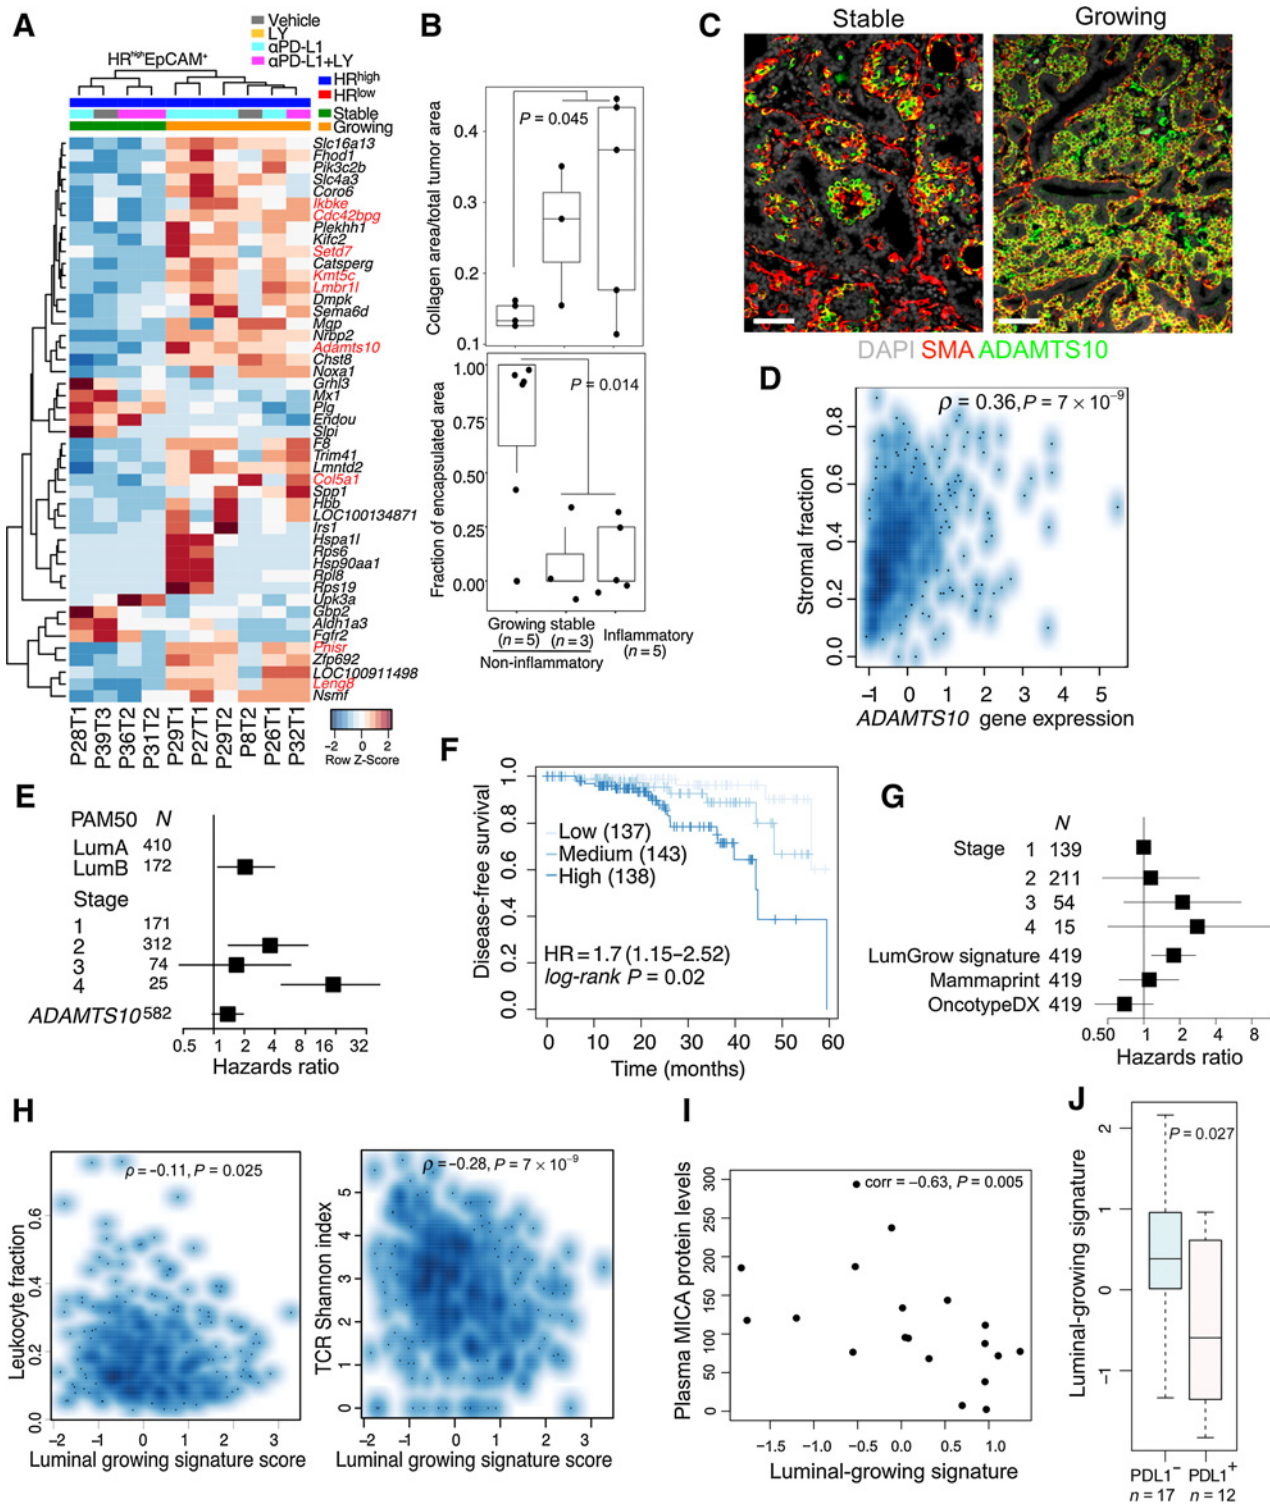 A
Vehicle
LY
αPD-L1
αPD-L1+LY
HRhighEpCAM+
HRhigh
HRlow
Stable
Growing
Slc16a13
Fhod1
Pik3c2b
Slc4a3
Coro6
Ikbke
Cdc42bpg
Plekhh1
Kifc2
Setd7
Catsperg
Kmt5c
Lmbr1l
Dmpk
Sema6d
Mgp
Nrbp2
Adamts10
Chst8
Noxa1
Grhl3
Mx1
Plg
Endou
Slpi
F8
Trim41
Lmntd2
Col5a1
Spp1
Hbb
LOC100134871
Irs1
Hspa1l
Rps6
Hsp90aa1
Rpl8
Rps19
Upk3a
Gbp2
Aldh1a3
Fgfr2
Pnisr
Zfp692
LOC100911498
Leng8
Nsmf
P28T1
P39T3
P36T2
P31T2
P29T1
P27T1
P29T2
P8T2
P26T1
P32T1
−2 0 2
Row Z-Score
B
Collagen area/total tumor area
0.4
0.3
0.2
0.1
P = 0.045
Fraction of encapsulated area
1.00
0.75
0.50
0.25
0.00
P = 0.014
Growing stable
(n = 5) (n = 3)
Non-inflammatory
Inflammatory
(n = 5)
C
Stable
Growing
DAPI SMA ADAMTS10
D
ρ = 0.36, P = 7 × 10−9
Stromal fraction
0.8
0.6
0.4
0.2
0.0
−1 0 1 2 3 4 5
ADAMTS10 gene expression
E
PAM50 N
LumA 410
LumB 172
Stage
1 171
2 312
3 74
4 25
ADAMTS10 582
0.5 1 2 4 8 16 32
Hazards ratio
F
Disease-free survival
1.0
0.8
0.6
0.4
0.2
0.0
Low (137)
Medium (143)
High (138)
HR = 1.7 (1.15–2.52)
log-rank P = 0.02
0 10 20 30 40 50 60
Time (months)
G
N
Stage 1 139
2 211
3 54
4 15
LumGrow signature 419
Mammaprint 419
OncotypeDX 419
0.50 1 2 4 8
Hazards ratio
H
ρ = −0.11, P = 0.025
Leukocyte fraction
0.6
0.4
0.2
0.0
−2 −1 0 1 2 3
Luminal growing signature score
ρ = −0.28, P = 7 × 10−9
TCR Shannon index
5
4
3
2
1
0
−2 −1 0 1 2 3
Luminal growing signature score
I
corr = −0.63, P = 0.005
Plasma MICA protein levels
300
250
200
150
100
50
0
−1.5 −1.0 −0.5 0.0 0.5 1.0
Luminal-growing signature
J
P = 0.027
Luminal-growing signature
2
1
0
−1
PDL1− PDL1+
n = 17 n = 12